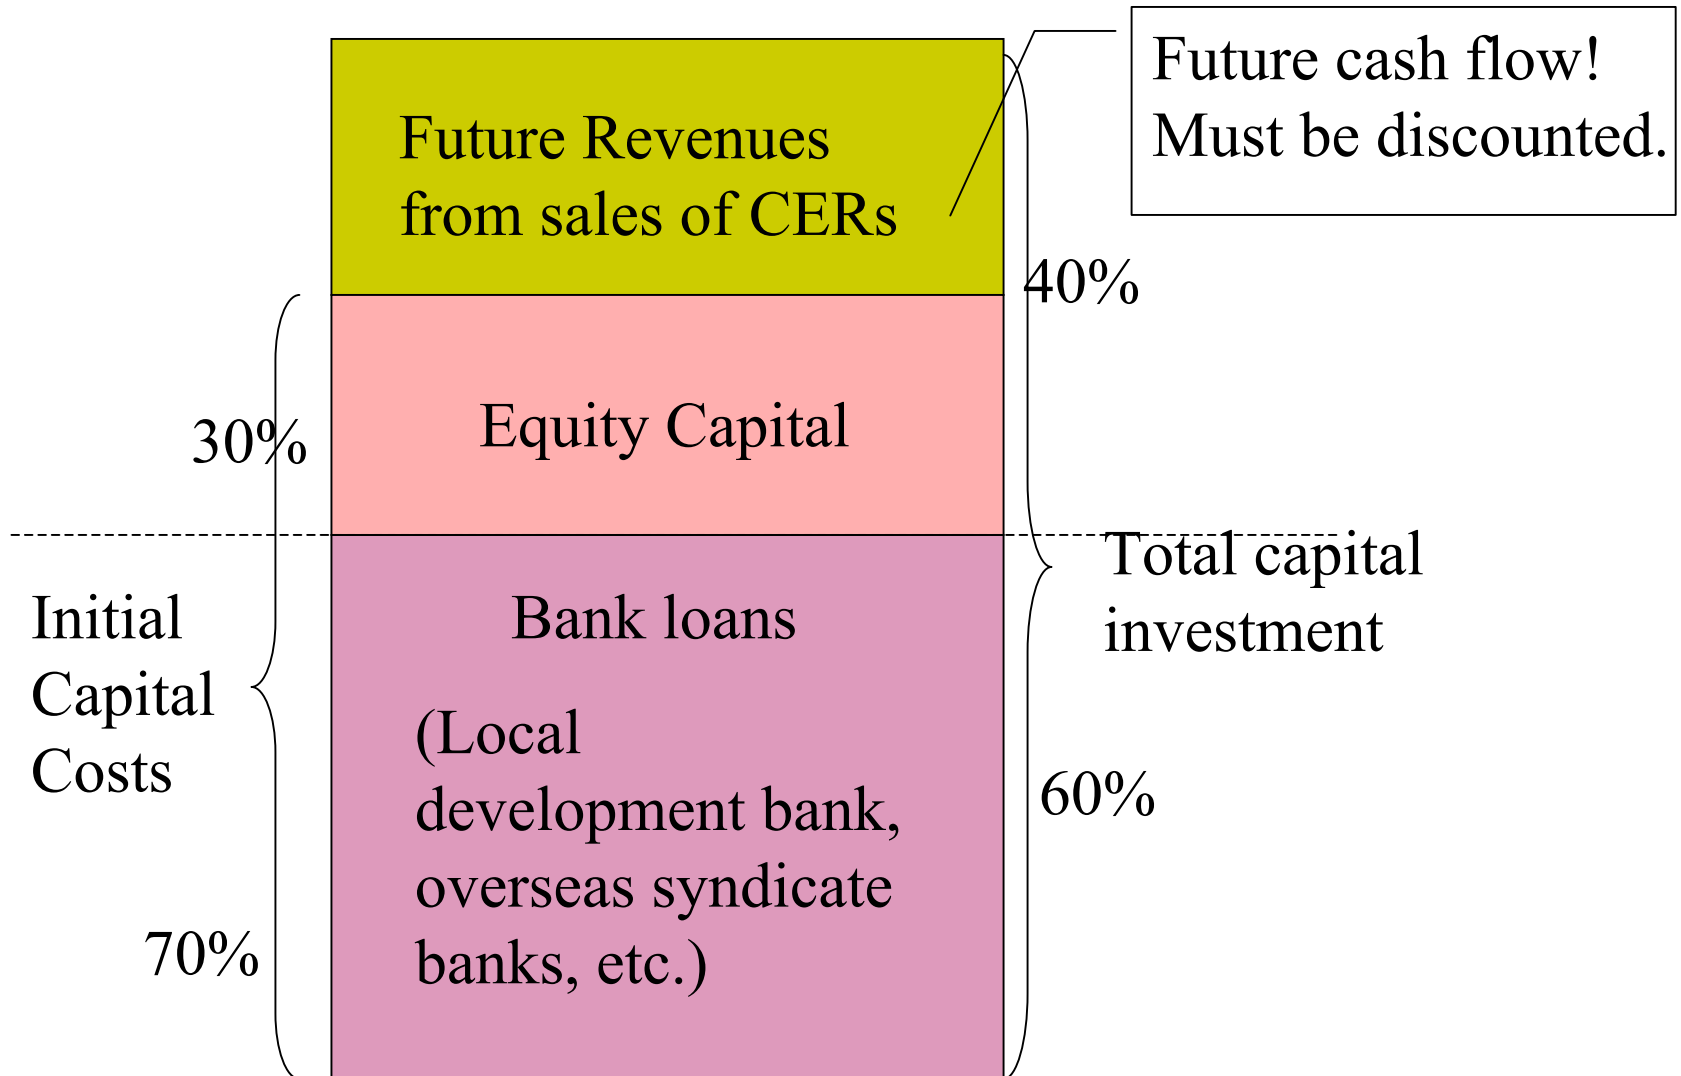 Future cash flow!
Must be discounted.
Future Revenues
from sales of CERs
40%
Equity Capital
30%
Total capital
investment
Initial
Capital
Costs
Bank loans
(Local
development bank,
overseas syndicate
banks, etc.)
60%
70%